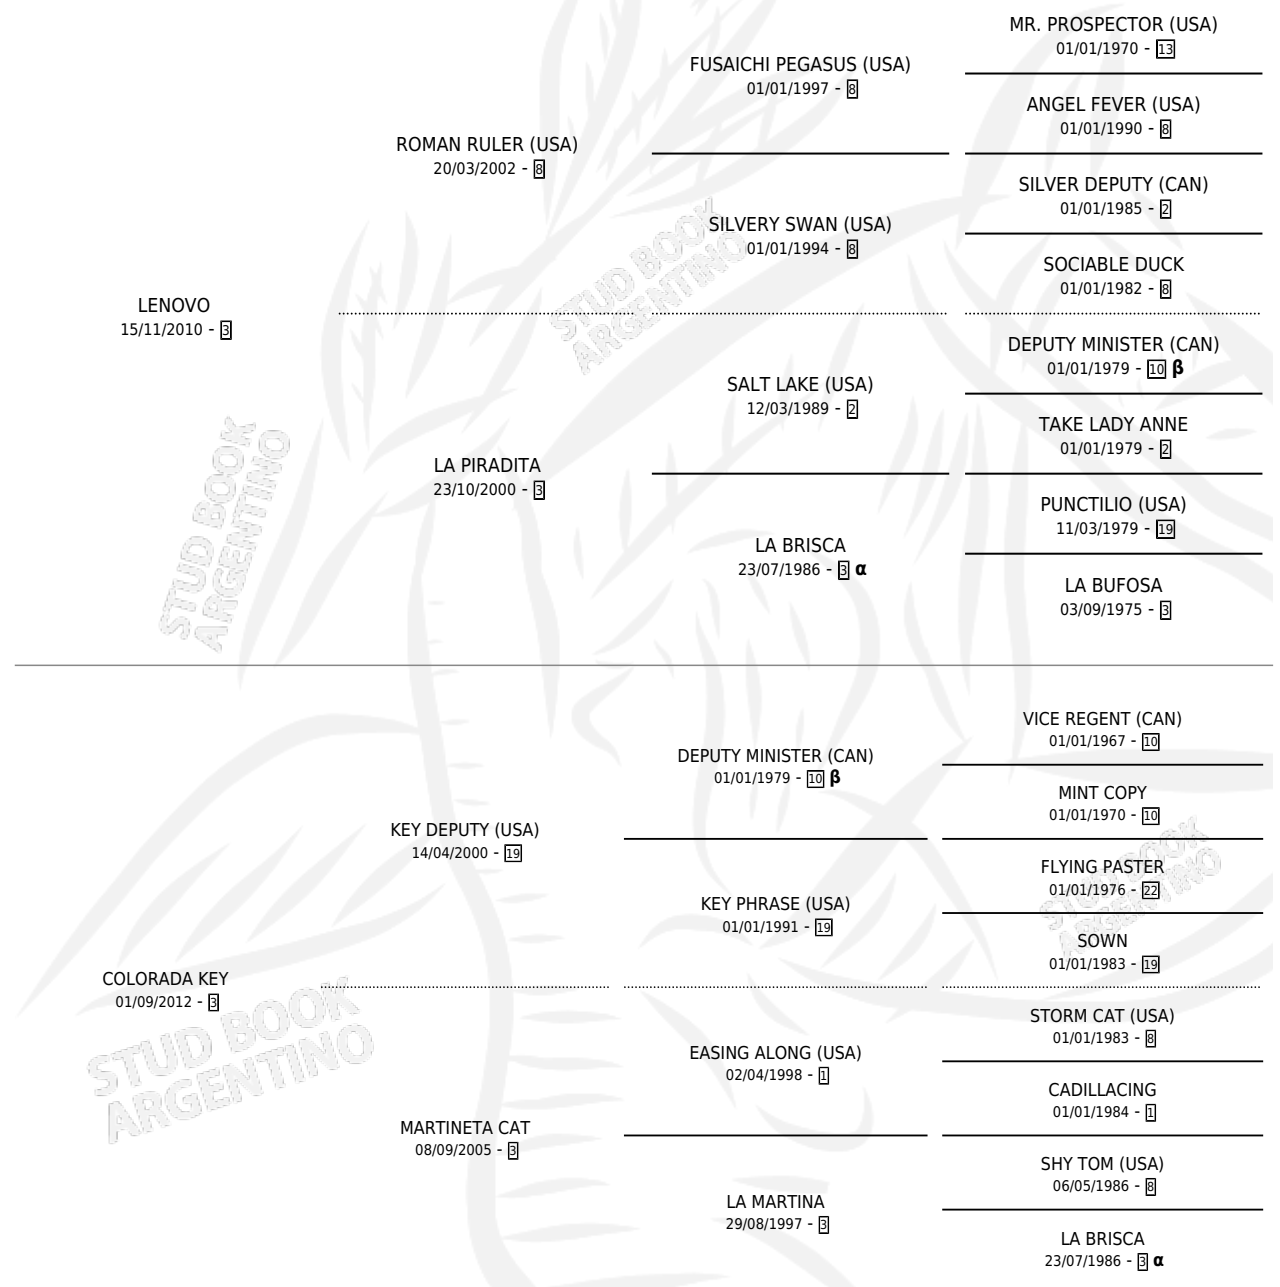 MR. PROSPECTOR (USA)
01/01/1970 - 13
FUSAICHI PEGASUS (USA)
01/01/1997 - 8
ANGEL FEVER (USA)
01/01/1990 - 8
ROMAN RULER (USA)
20/03/2002 - 8
SILVER DEPUTY (CAN)
01/01/1985 - 2
SILVERY SWAN (USA)
01/01/1994 - 8
SOCIABLE DUCK
01/01/1982 - 8
LENOVO
15/11/2010 - 3
DEPUTY MINISTER (CAN)
01/01/1979 - 10 β
SALT LAKE (USA)
12/03/1989 - 2
TAKE LADY ANNE
01/01/1979 - 2
LA PIRADITA
23/10/2000 - 3
PUNCTILIO (USA)
11/03/1979 - 19
LA BRISCA
23/07/1986 - 3 α
LA BUFOSA
03/09/1975 - 3
STUD BOOK
ARGENTINO
STUD BOOK
ARGENTINO
VICE REGENT (CAN)
01/01/1967 - 10
DEPUTY MINISTER (CAN)
01/01/1979 - 10 β
MINT COPY
01/01/1970 - 10
KEY DEPUTY (USA)
14/04/2000 - 19
FLYING PASTER
01/01/1976 - 22
KEY PHRASE (USA)
01/01/1991 - 19
SOWN
01/01/1983 - 19
COLORADA KEY
01/09/2012 - 3
STORM CAT (USA)
01/01/1983 - 8
EASING ALONG (USA)
02/04/1998 - 1
CADILLACING
01/01/1984 - 1
MARTINETA CAT
08/09/2005 - 3
SHY TOM (USA)
06/05/1986 - 8
LA MARTINA
29/08/1997 - 3
LA BRISCA
23/07/1986 - 3 α
STUD BOOK
ARGENTINO
STUD BOOK
ARGENTINO